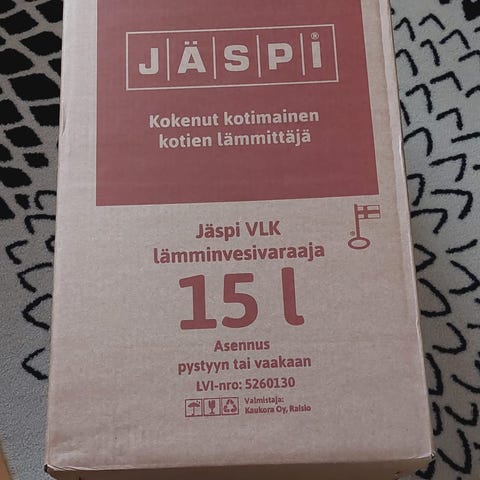 JÄSPI®
Kokenut kotimainen
kotien lämmittäjä
Jäspi VLK
lämminvesivaraaja
15 l
Asennus
pystyyn tai vaakaan
LVI-nro: 5260130
Valmistaja:
Kaukora Oy, Raisio